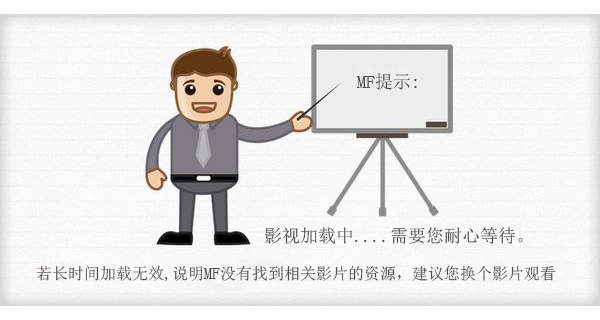 MF提示:
影视加载中....需要您耐心等待。
若长时间加载无效,说明MF没有找到相关影片的资源，建议您换个影片观看